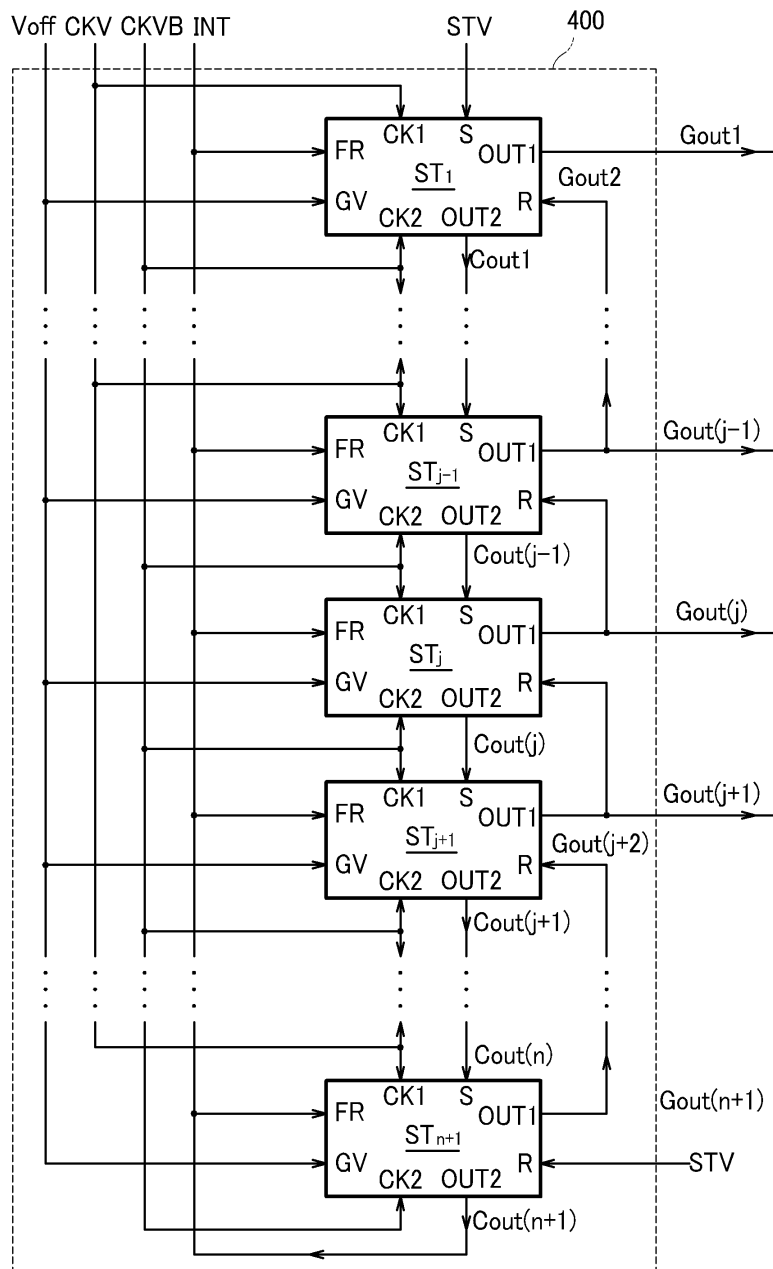 Voff CKV CKVB INT STV 400
CK1 S
FR OUT1 Gout1
ST1 Gout2
GV R
CK2 OUT2
Cout1
CK1 S Gout(j-1)
FR OUT1
STj-1
GV R
CK2 OUT2
Cout(j-1)
CK1 S Gout(j)
FR OUT1
STj
GV R
CK2 OUT2
Cout(j)
CK1 S Gout(j+1)
FR OUT1
STj+1 Gout(j+2)
GV R
CK2 OUT2
Cout(j+1)
Cout(n)
CK1 S Gout(n+1)
FR OUT1
STn+1
GV R STV
CK2 OUT2
Cout(n+1)